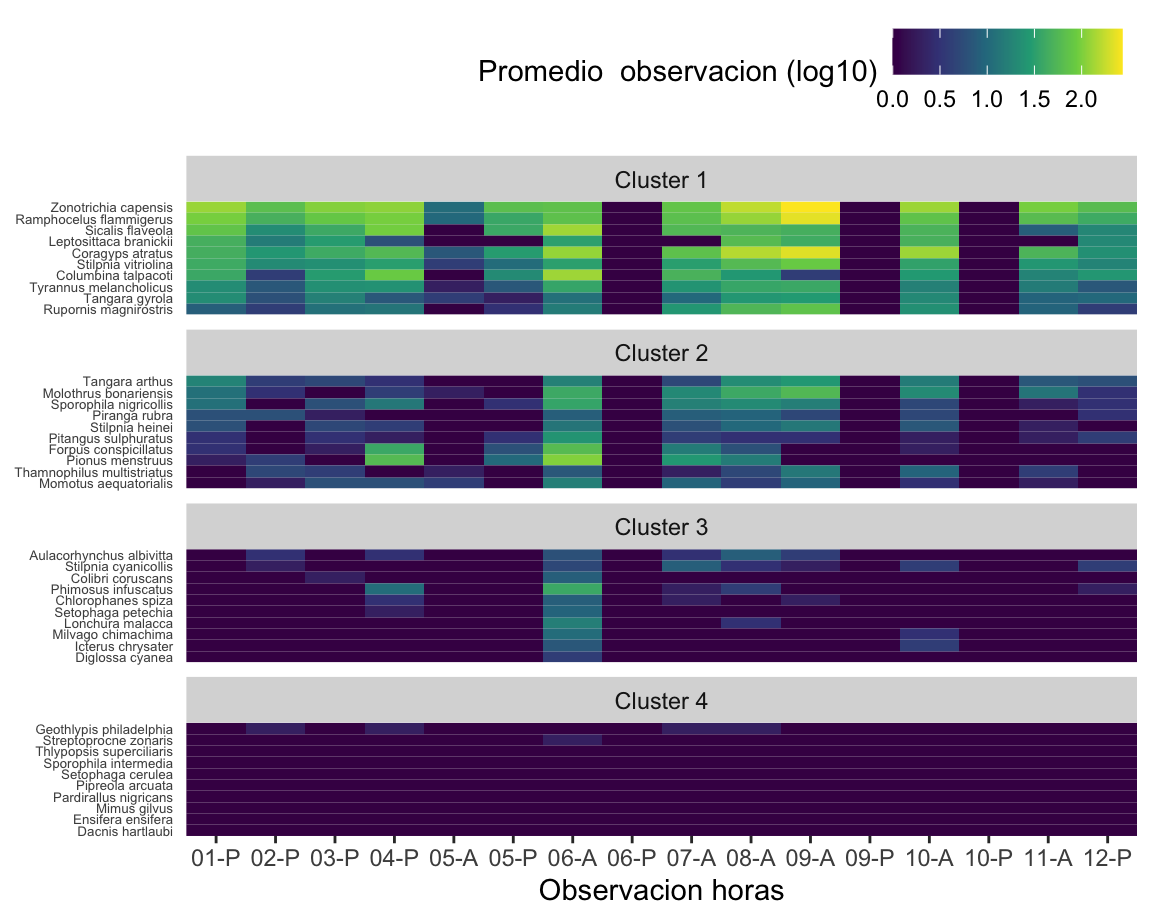 Promedio  observacion (log10)
0.0 0.5 1.0 1.5 2.0
Cluster 1
Zonotrichia capensis
Ramphocelus flammigerus
Sicalis flaveola
Leptosittaca branickii
Coragyps atratus
Stilpnia vitriolina
Columbina talpacoti
Tyrannus melancholicus
Tangara gyrola
Rupornis magnirostris
Cluster 2
Tangara arthus
Molothrus bonariensis
Sporophila nigricollis
Piranga rubra
Stilpnia heinei
Pitangus sulphuratus
Forpus conspicillatus
Pionus menstruus
Thamnophilus multistriatus
Momotus aequatorialis
Cluster 3
Aulacorhynchus albivitta
Stilpnia cyanicollis
Colibri coruscans
Phimosus infuscatus
Chlorophanes spiza
Setophaga petechia
Lonchura malacca
Milvago chimachima
Icterus chrysater
Diglossa cyanea
Cluster 4
Geothlypis philadelphia
Streptoprocne zonaris
Thlypopsis superciliaris
Sporophila intermedia
Setophaga cerulea
Pipreola arcuata
Pardirallus nigricans
Mimus gilvus
Ensifera ensifera
Dacnis hartlaubi
01-P 02-P 03-P 04-P 05-A 05-P 06-A 06-P 07-A 08-A 09-A 09-P 10-A 10-P 11-A 12-P
Observacion horas